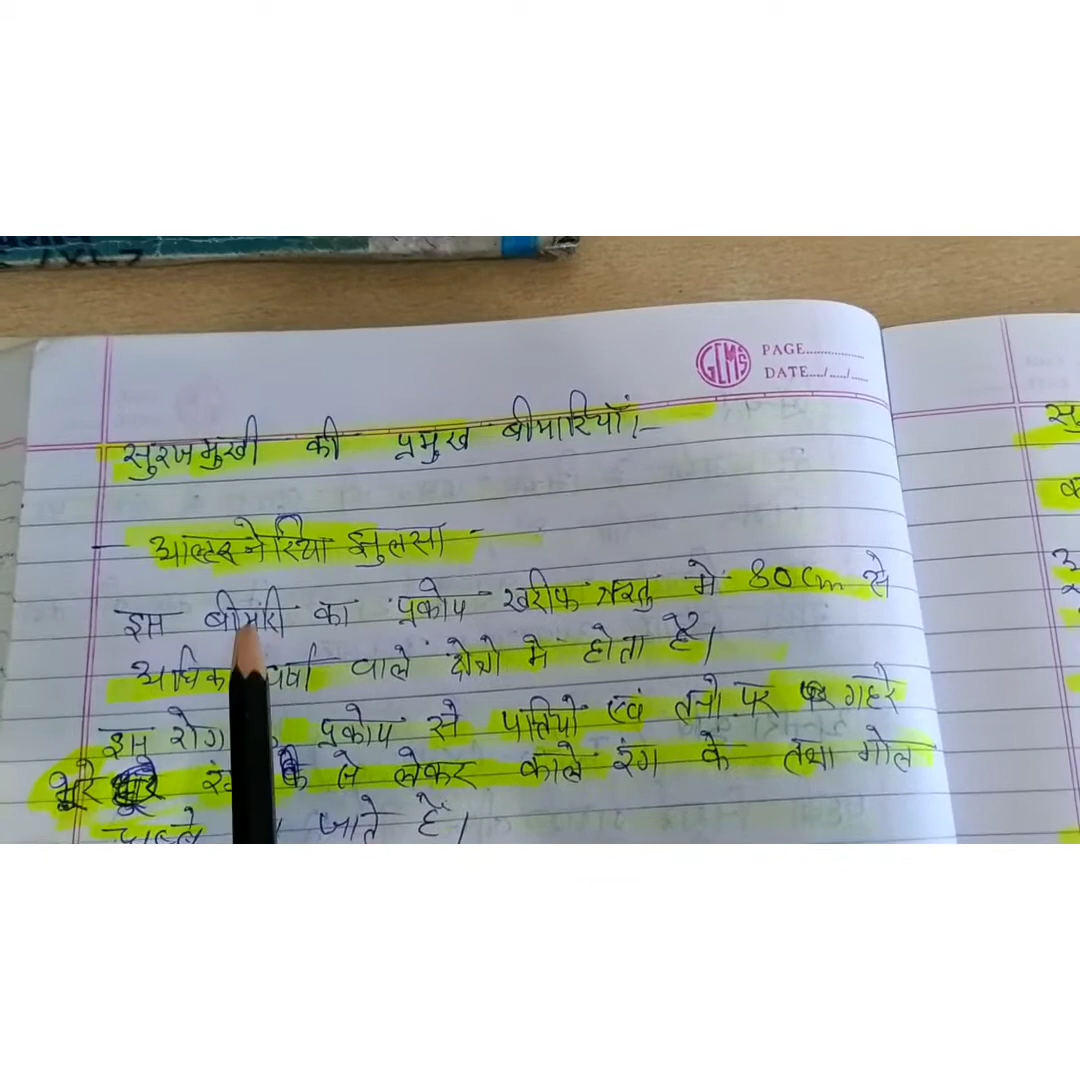 GEMS
PAGE..................
DATE..../...../......
सुरजमुखी की प्रमुख बीमारियाँ।-
- आल्टरनेरिया झुलसा -
इस बीमारी का प्रकोप खरीफ ऋतु मे 80 cm से
अधिक वर्षा वाले क्षेत्रो मे होता है।
इस रोग प्रकोप से पत्तियो एवं तनो पर गहरे
भूरे से लेकर काले रंग के तथा गोल
जाते है।